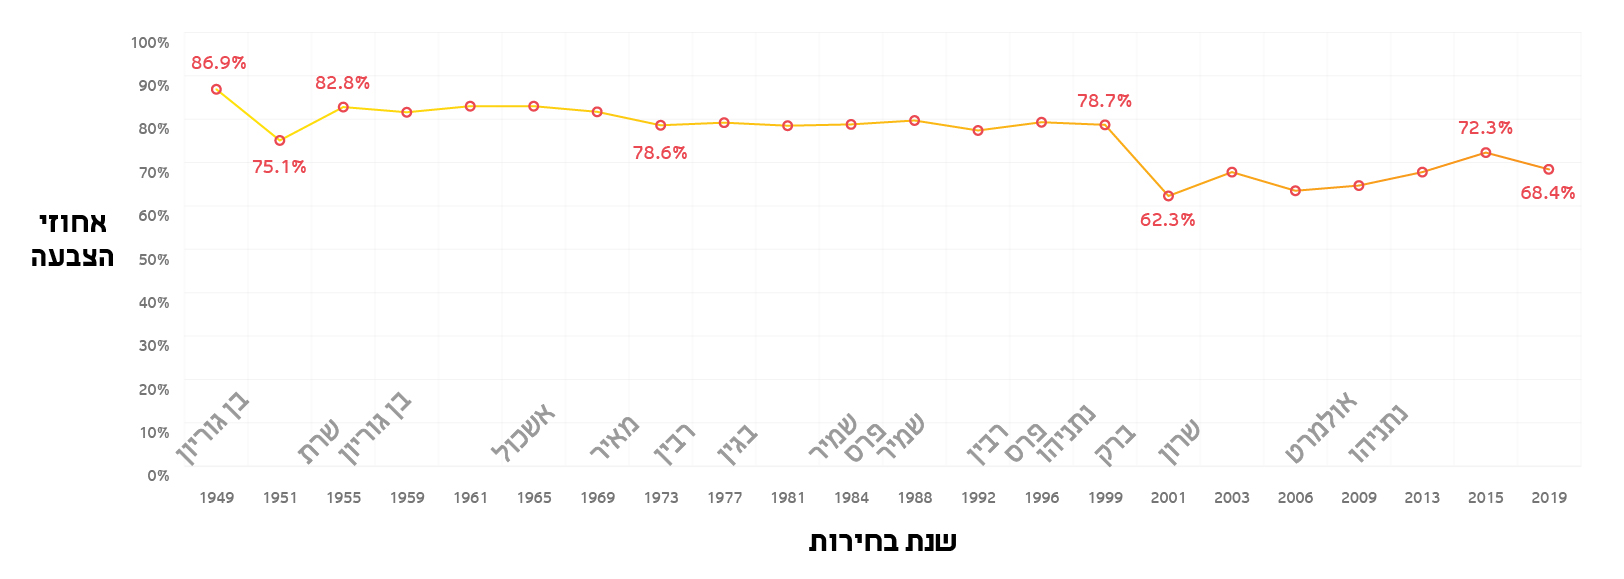 100%
90%
80%
70%
60%
50%
40%
30%
20%
10%
0%
אחוזי
הצבעה
86.9%
75.1%
82.8%
78.6%
78.7%
62.3%
72.3%
68.4%
בן גוריון
שרת
בן גוריון
אשכול
מאיר
רבין
בגין
שמיר
פרס
שמיר
רבין
פרס
נתניהו
ברק
שרון
אולמרט
נתניהו
1949 1951 1955 1959 1961 1965 1969 1973 1977 1981 1984 1988 1992 1996 1999 2001 2003 2006 2009 2013 2015 2019
שנת בחירות